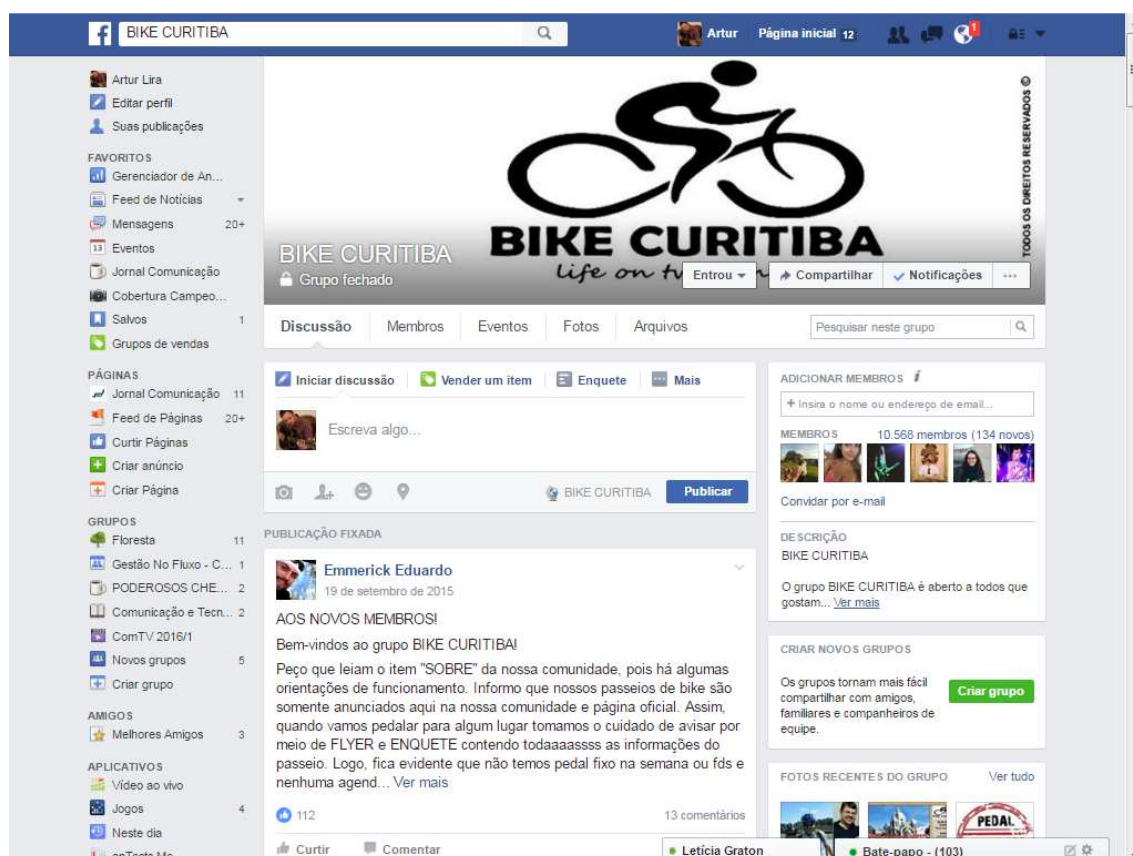 BIKE CURITIBA
Artur Página inicial 12 1
Artur Lira
Editar perfil
Suas publicações
FAVORITOS
Gerenciador de An...
Feed de Notícias
Mensagens 20+
13 Eventos
Jornal Comunicação
Cobertura Campeo...
Salvos 1
Grupos de vendas
PÁGINAS
Jornal Comunicação 11
Feed de Páginas 20+
Curtir Páginas
Criar anúncio
Criar Página
GRUPOS
Floresta 11
Gestão No Fluxo - C... 1
PODEROSOS CHE... 2
Comunicação e Tecn... 2
ComTV 2016/1
Novos grupos 5
Criar grupo
AMIGOS
Melhores Amigos 3
APLICATIVOS
Vídeo ao vivo
Jogos 4
Neste dia
TODOS OS DIREITOS RESERVADOS ©
BIKE CURITIBA
life on
BIKE CURITIBA
Grupo fechado
Entrou Compartilhar Notificações ...
Discussão Membros Eventos Fotos Arquivos Pesquisar neste grupo
Iniciar discussão Vender um item Enquete Mais
Escreva algo...
BIKE CURITIBA Publicar
PUBLICAÇÃO FIXADA
Emmerick Eduardo
19 de setembro de 2015
AOS NOVOS MEMBROS!
Bem-vindos ao grupo BIKE CURITIBA!
Peço que leiam o item "SOBRE" da nossa comunidade, pois há algumas
orientações de funcionamento. Informo que nossos passeios de bike são
somente anunciados aqui na nossa comunidade e página oficial. Assim,
quando vamos pedalar para algum lugar tomamos o cuidado de avisar por
meio de FLYER e ENQUETE contendo todaaaassss as informações do
passeio. Logo, fica evidente que não temos pedal fixo na semana ou fds e
nenhuma agend... Ver mais
112 13 comentários
Curtir Comentar
ADICIONAR MEMBROS i
+ Insira o nome ou endereço de email...
MEMBROS 10.568 membros (134 novos)
Convidar por e-mail
DESCRIÇÃO
BIKE CURITIBA
O grupo BIKE CURITIBA é aberto a todos que
gostam... Ver mais
CRIAR NOVOS GRUPOS
Os grupos tornam mais fácil
compartilhar com amigos,
familiares e companheiros de
equipe.
Criar grupo
FOTOS RECENTES DO GRUPO Ver tudo
PEDAL
Letícia Graton Bate-papo - (103)